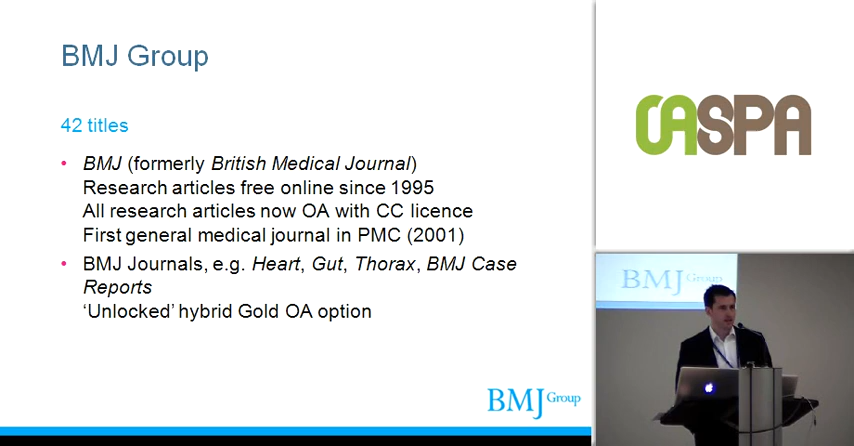 BMJ Group
42 titles
• BMJ (formerly British Medical Journal)
Research articles free online since 1995
All research articles now OA with CC licence
First general medical journal in PMC (2001)
• BMJ Journals, e.g. Heart, Gut, Thorax, BMJ Case
Reports
‘Unlocked’ hybrid Gold OA option
BMJ Group
OASPA
BMJ Group